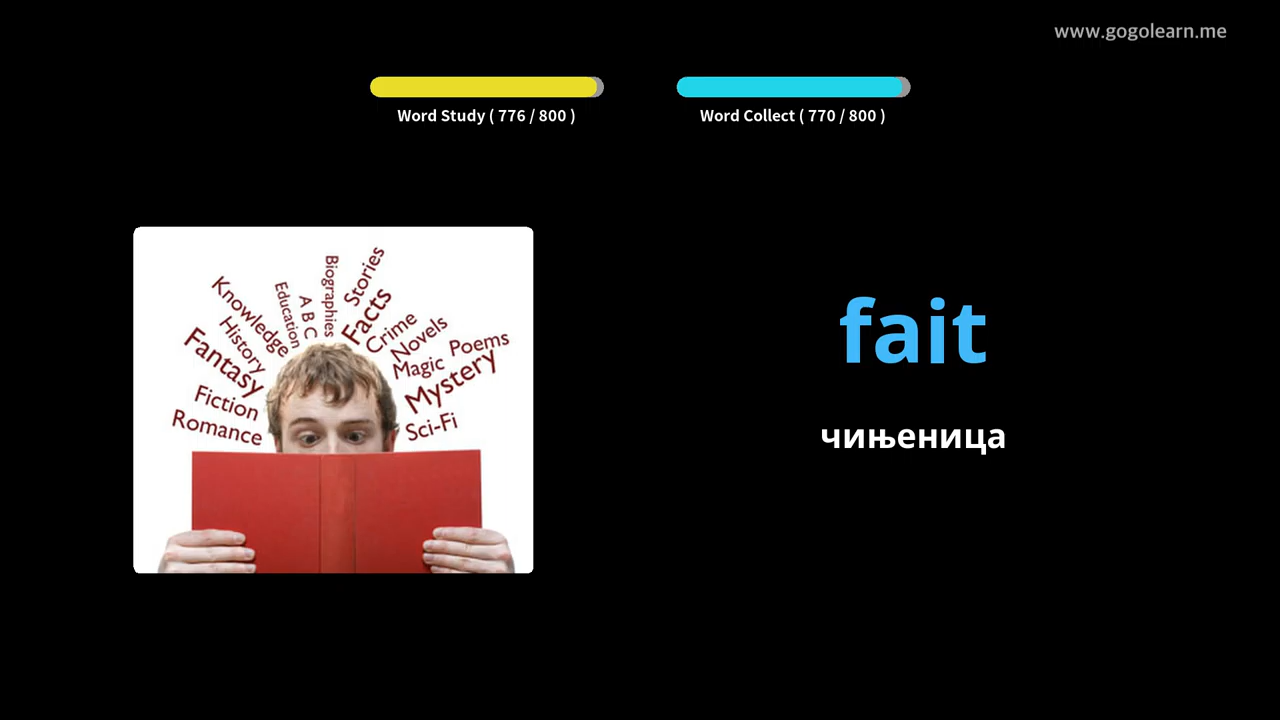 www.gogolearn.me
Word Study ( 776 / 800 )
Word Collect ( 770 / 800 )
Romance
Fiction
Fantasy
History
Knowledge
Education
A B C
Biographies
Stories
Facts
Crime
Novels
Magic
Poems
Mystery
Sci-Fi
fait
чињеница